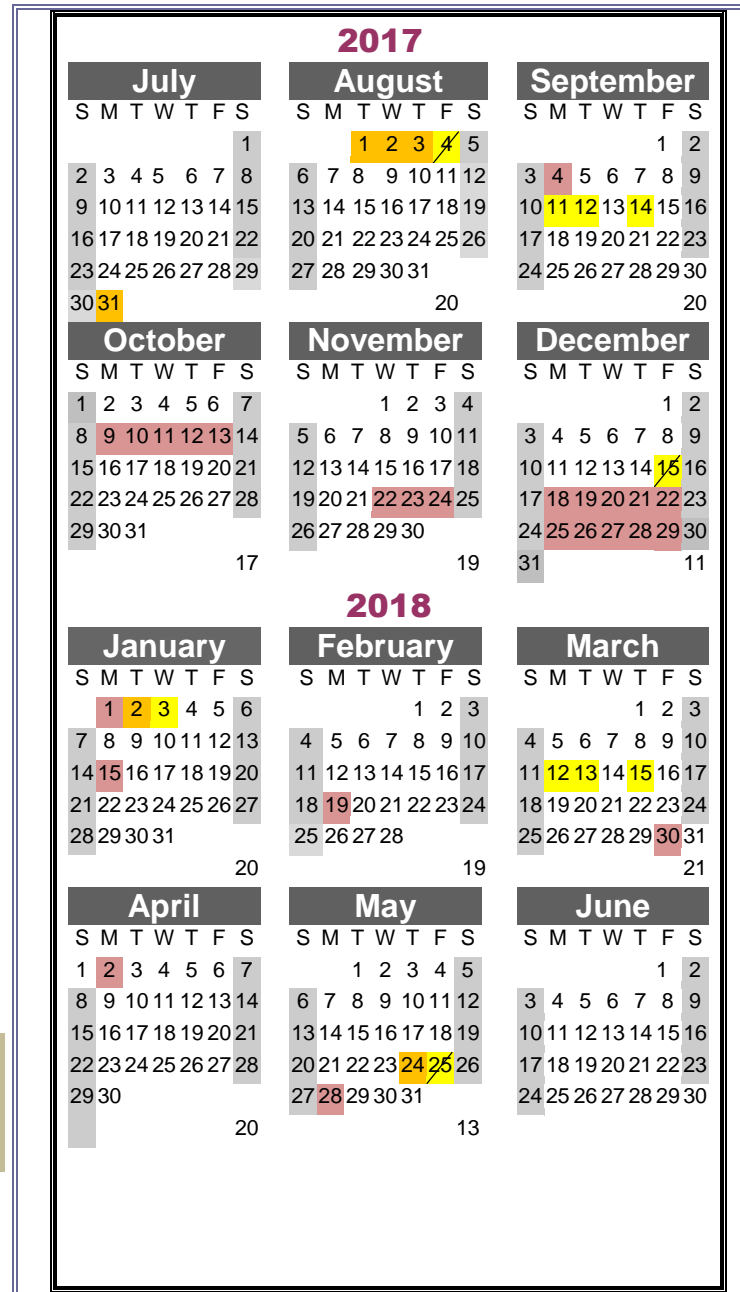 2017
July August September
S M T W T F S S M T W T F S S M T W T F S
1 1 2 3 4 5 1 2
2 3 4 5 6 7 8 6 7 8 9 10 11 12 3 4 5 6 7 8 9
9 10 11 12 13 14 15 13 14 15 16 17 18 19 10 11 12 13 14 15 16
16 17 18 19 20 21 22 20 21 22 23 24 25 26 17 18 19 20 21 22 23
23 24 25 26 27 28 29 27 28 29 30 31 24 25 26 27 28 29 30
30 31 20 20
October November December
S M T W T F S S M T W T F S S M T W T F S
1 2 3 4 5 6 7 1 2 3 4 1 2
8 9 10 11 12 13 14 5 6 7 8 9 10 11 3 4 5 6 7 8 9
15 16 17 18 19 20 21 12 13 14 15 16 17 18 10 11 12 13 14 15 16
22 23 24 25 26 27 28 19 20 21 22 23 24 25 17 18 19 20 21 22 23
29 30 31 26 27 28 29 30 24 25 26 27 28 29 30
17 19 31 11
2018
January February March
S M T W T F S S M T W T F S S M T W T F S
1 2 3 4 5 6 1 2 3 1 2 3
7 8 9 10 11 12 13 4 5 6 7 8 9 10 4 5 6 7 8 9 10
14 15 16 17 18 19 20 11 12 13 14 15 16 17 11 12 13 14 15 16 17
21 22 23 24 25 26 27 18 19 20 21 22 23 24 18 19 20 21 22 23 24
28 29 30 31 25 26 27 28 25 26 27 28 29 30 31
20 19 21
April May June
S M T W T F S S M T W T F S S M T W T F S
1 2 3 4 5 6 7 1 2 3 4 5 1 2
8 9 10 11 12 13 14 6 7 8 9 10 11 12 3 4 5 6 7 8 9
15 16 17 18 19 20 21 13 14 15 16 17 18 19 10 11 12 13 14 15 16
22 23 24 25 26 27 28 20 21 22 23 24 25 26 17 18 19 20 21 22 23
29 30 27 28 29 30 31 24 25 26 27 28 29 30
20 13